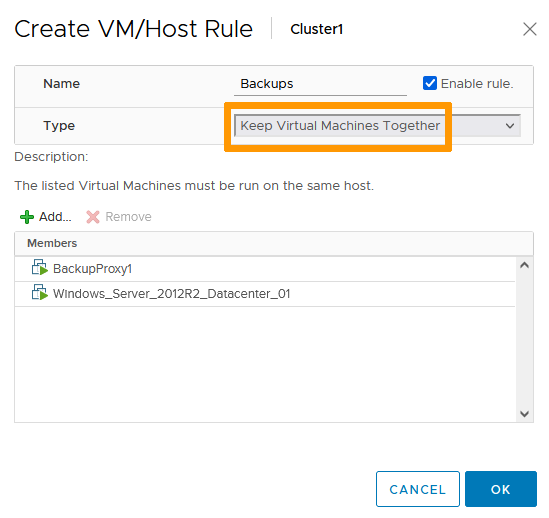 Create VM/Host Rule Cluster1
Name Backups Enable rule.
Type Keep Virtual Machines Together
Description:
The listed Virtual Machines must be run on the same host.
Add... Remove
Members
BackupProxy1
Windows_Server_2012R2_Datacenter_01
CANCEL OK